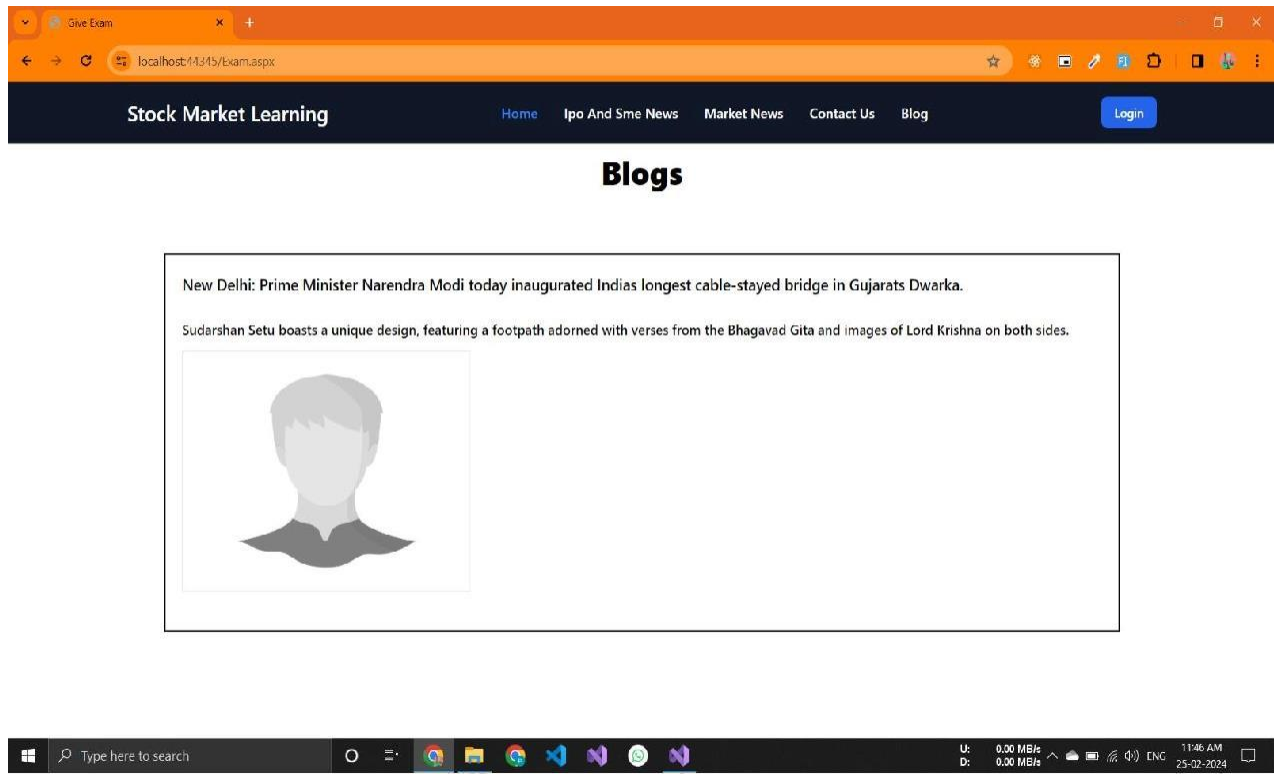 Give Exam
localhost:44345/Exam.aspx
Stock Market Learning
Home Ipo And Sme News Market News Contact Us Blog
Login
Blogs
New Delhi: Prime Minister Narendra Modi today inaugurated Indias longest cable-stayed bridge in Gujarats Dwarka.
Sudarshan Setu boasts a unique design, featuring a footpath adorned with verses from the Bhagavad Gita and images of Lord Krishna on both sides.
Type here to search
U: 0.00 MB/s
D: 0.00 MB/s
ENG
11:46 AM
25-02-2024